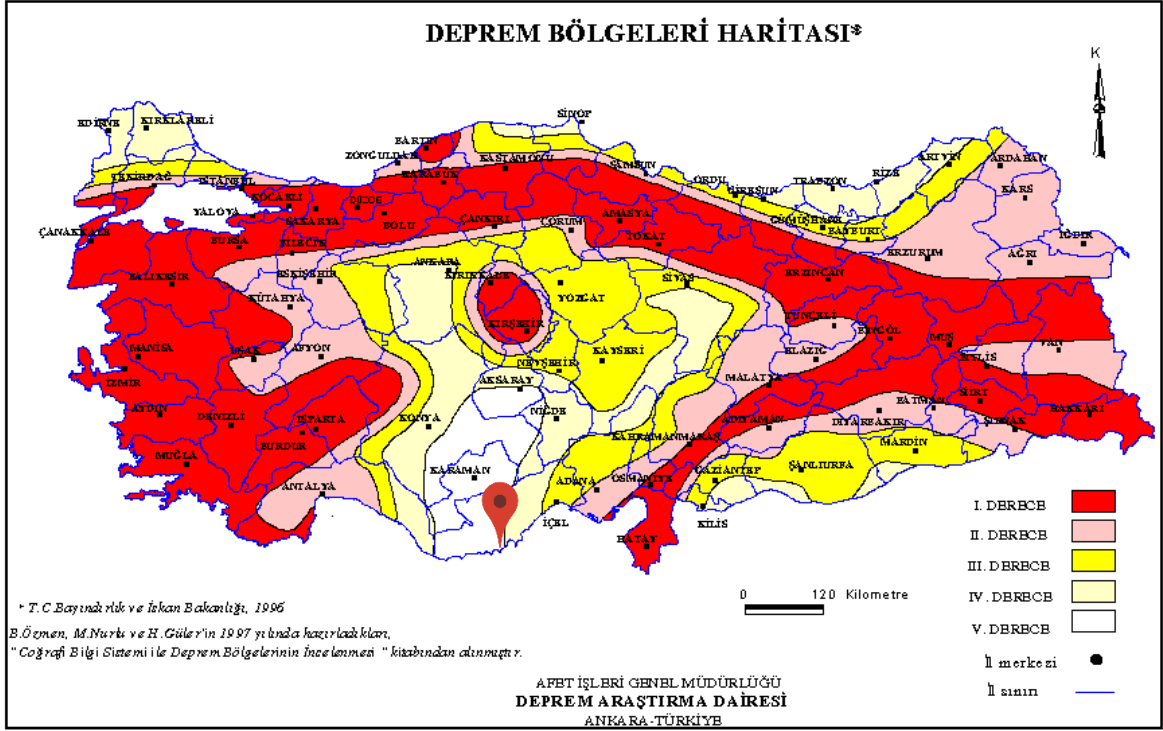 DEPREM BÖLGELERİ HARİTASI*
K
SİNOP
EDİRNE
KIRKLARELİ
BARTIN
ZONGULDAK
KASTAMONU
SAMSUN
ARTVİN
ARDAHAN
TEKİRDAĞ
İSTANBUL
KARABÜK
ORDU
GİRESUN
TRABZON
RİZE
KARS
KOCAELİ
YALOVA
SAKARYA
DÜZCE
BOLU
ÇANKIRI
ÇORUM
AMASYA
TOKAT
GÜMÜŞHANE
BAYBURT
ÇANAKKALE
BURSA
BİLECİK
ERZURUM
IĞDIR
AĞRI
BALIKESİR
ESKİŞEHİR
ANKARA
KIRIKKALE
YOZGAT
SİVAS
ERZİNCAN
KÜTAHYA
KIRŞEHİR
TUNCELİ
BİNGÖL
MUŞ
MANİSA
UŞAK
AFYON
NEVŞEHİR
KAYSERİ
ELAZIĞ
BİTLİS
VAN
İZMİR
AKSARAY
MALATYA
AYDIN
DENİZLİ
ISPARTA
KONYA
NİĞDE
ADIYAMAN
DİYARBAKIR
BATMAN
SİİRT
HAKKARİ
BURDUR
KAHRAMANMARAŞ
MARDİN
ŞIRNAK
MUĞLA
KARAMAN
ANTALYA
ADANA
OSMANİYE
GAZİANTEP
ŞANLIURFA
İÇEL
KİLİS
HATAY
I. DERECE
II. DERECE
III. DERECE
IV. DERECE
V. DERECE
İl merkezi
İl sınırı
0 120 Kilometre
* T.C Bayındırlık ve İskan Bakanlığı, 1996
B.Özmen, M.Nurlu ve H.Güler'in 1997 yılında hazırladıkları,
"Coğrafi Bilgi Sistemi ile Deprem Bölgelerinin İncelenmesi " kitabından alınmıştır.
AFET İŞLERİ GENEL MÜDÜRLÜĞÜ
DEPREM ARAŞTIRMA DAİRESİ
ANKARA-TÜRKİYE